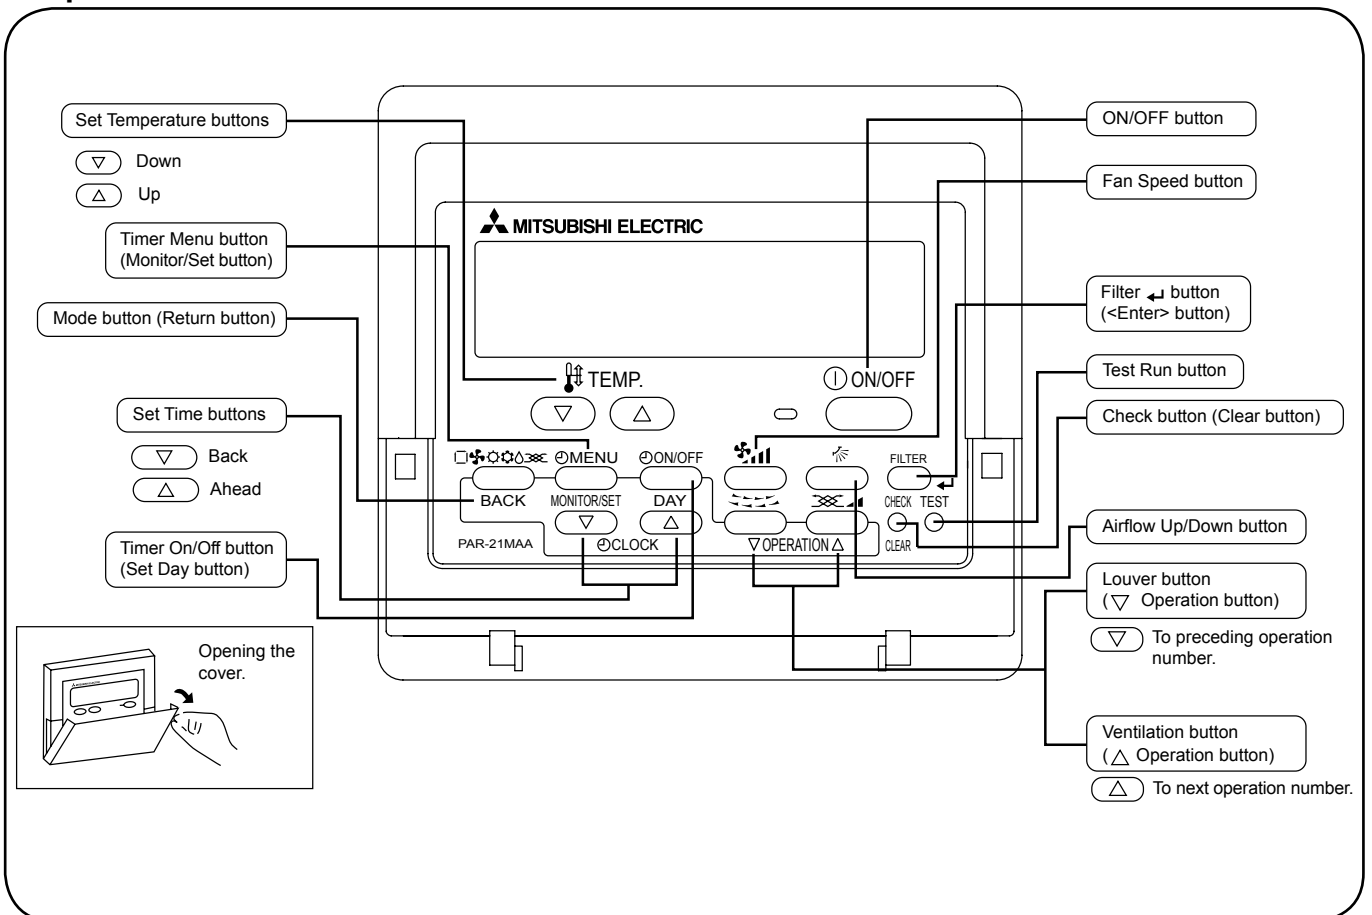 Set Temperature buttons
▽ Down
△ Up
Timer Menu button
(Monitor/Set button)
Mode button (Return button)
Set Time buttons
▽ Back
△ Ahead
Timer On/Off button
(Set Day button)
Opening the
cover.
MITSUBISHI ELECTRIC
TEMP.
ON/OFF
▽ △
MENU
ON/OFF
FILTER
BACK
MONITOR/SET
DAY
CHECK TEST
▽ △
PAR-21MAA
CLOCK
▽ OPERATION △
CLEAR
ON/OFF button
Fan Speed button
Filter ↵ button
(<Enter> button)
Test Run button
Check button (Clear button)
Airflow Up/Down button
Louver button
(▽ Operation button)
▽ To preceding operation
number.
Ventilation button
(△ Operation button)
△ To next operation number.